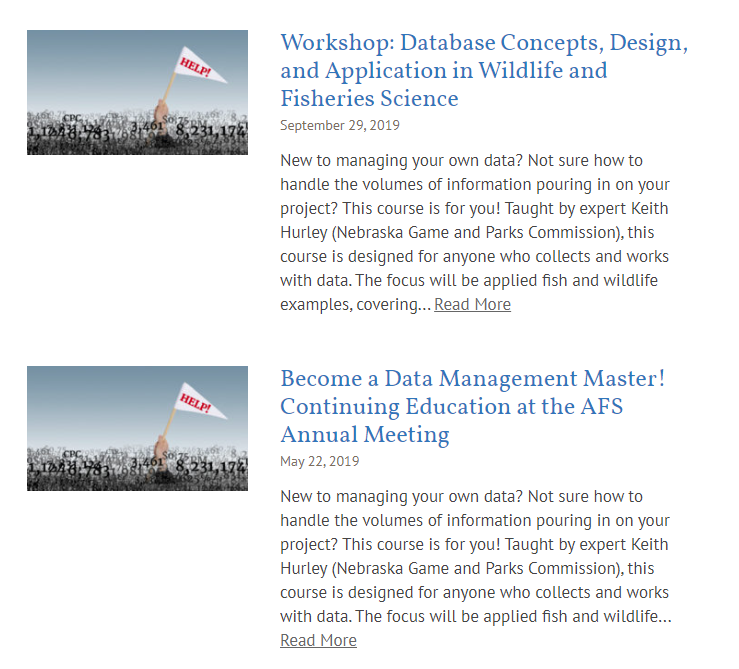 HELP!
CPC
3,461
8,231,174
Workshop: Database Concepts, Design,
and Application in Wildlife and
Fisheries Science
September 29, 2019
New to managing your own data? Not sure how to
handle the volumes of information pouring in on your
project? This course is for you! Taught by expert Keith
Hurley (Nebraska Game and Parks Commission), this
course is designed for anyone who collects and works
with data. The focus will be applied fish and wildlife
examples, covering... Read More
HELP!
CPC
3,461
8,231,174
Become a Data Management Master!
Continuing Education at the AFS
Annual Meeting
May 22, 2019
New to managing your own data? Not sure how to
handle the volumes of information pouring in on your
project? This course is for you! Taught by expert Keith
Hurley (Nebraska Game and Parks Commission), this
course is designed for anyone who collects and works
with data. The focus will be applied fish and wildlife...
Read More